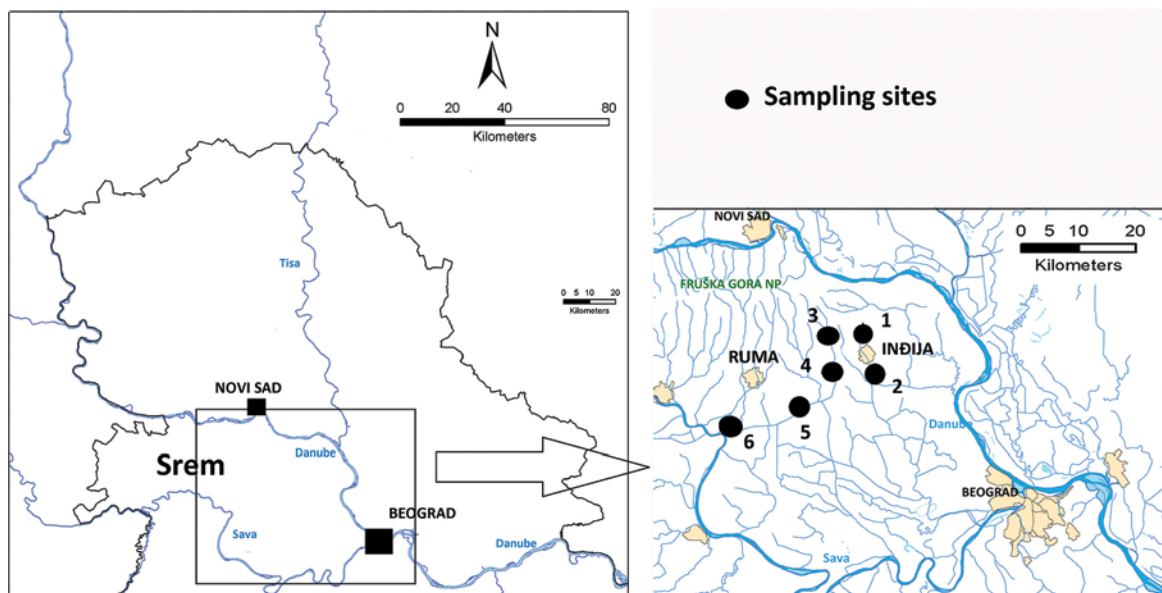 N
0 20 40 80
Kilometers
Tisa
0 5 10 20
Kilometers
NOVI SAD
Srem
Danube
BEOGRAD
Sava
Danube
Sampling sites
NOVI SAD
0 10 20
Kilometers
FRUŠKA GORA NP
3 1
RUMA INĐIJA
4 2
5
6
Danube
BEOGRAD
Sava